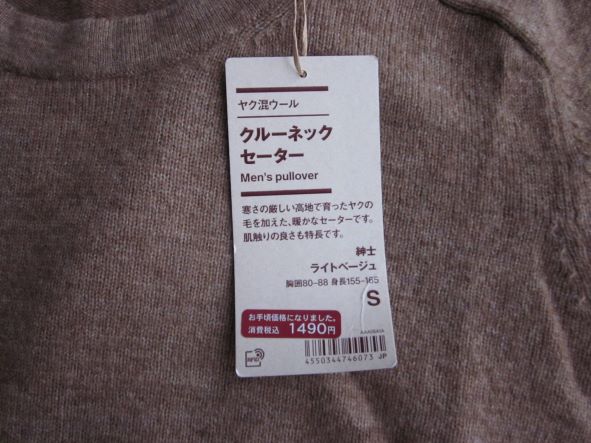 ヤク混ウール
クルーネック
セーター
Men's pullover
寒さの厳しい高地で育ったヤクの
毛を加えた、暖かなセーターです。
肌触りの良さも特長です。
紳士
ライトベージュ
胸囲80-88 身長155-165
S
お手頃価格になりました。
消費税込 1490円
4550344746073 JP